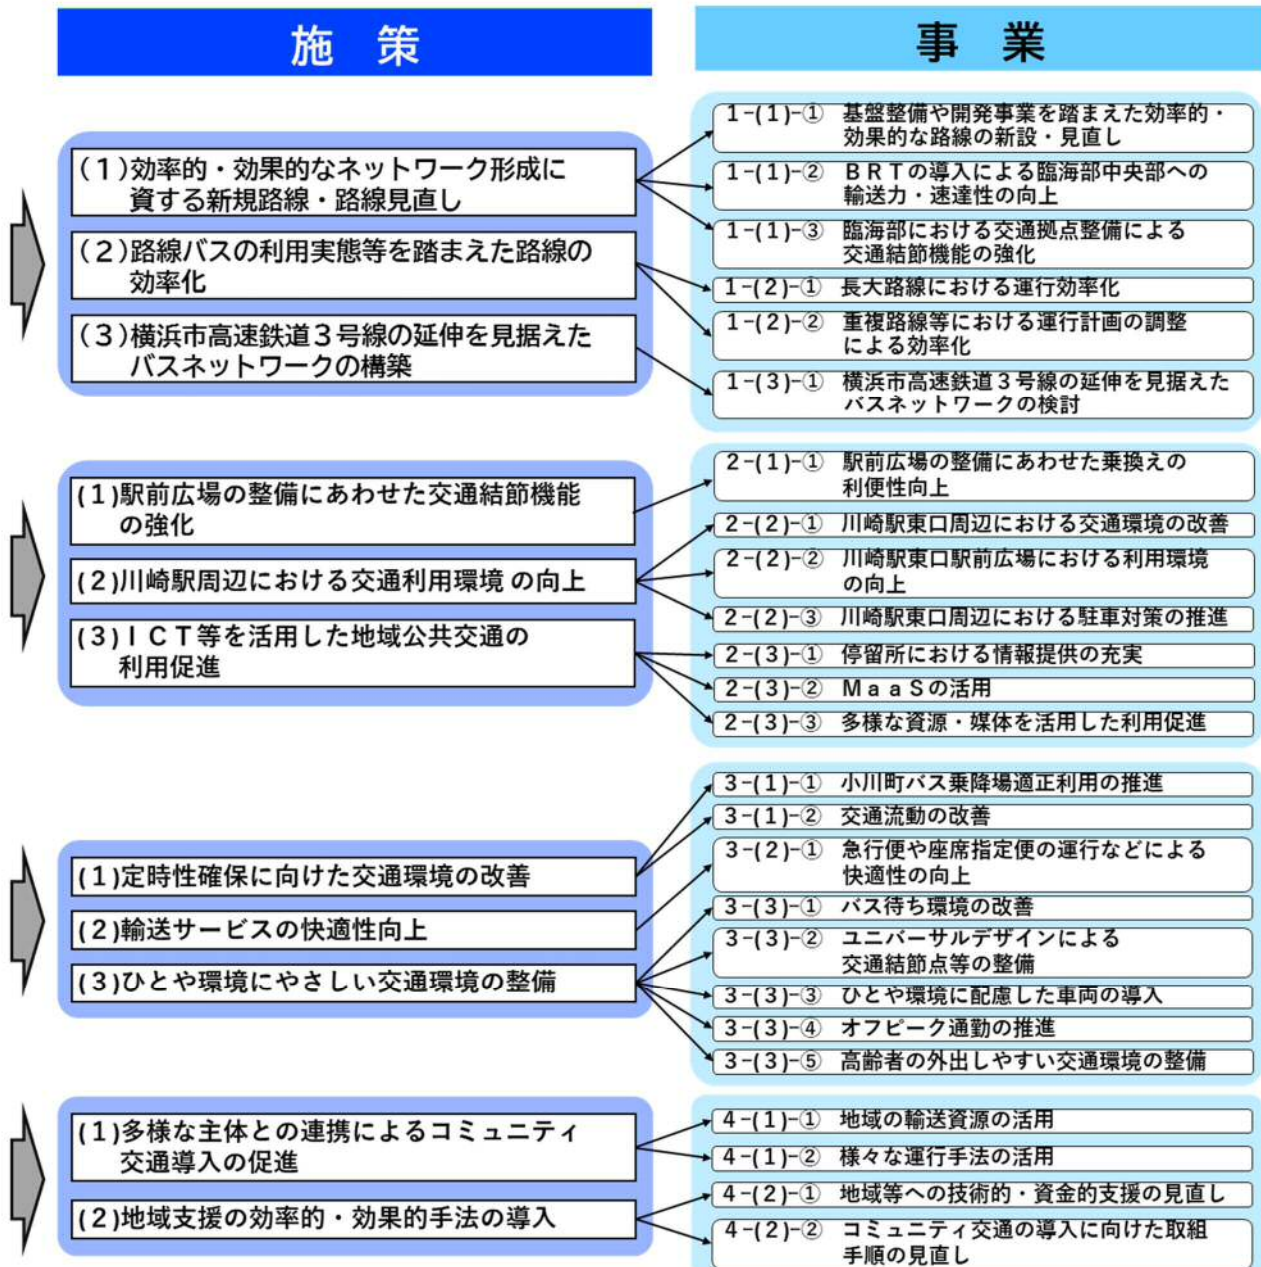 施 策
事 業
(1)効率的・効果的なネットワーク形成に
資する新規路線・路線見直し
(2)路線バスの利用実態等を踏まえた路線の
効率化
(3)横浜市高速鉄道3号線の延伸を見据えた
バスネットワークの構築
1-(1)-① 基盤整備や開発事業を踏まえた効率的・
効果的な路線の新設・見直し
1-(1)-② BRTの導入による臨海部中央部への
輸送力・速達性の向上
1-(1)-③ 臨海部における交通拠点整備による
交通結節機能の強化
1-(2)-① 長大路線における運行効率化
1-(2)-② 重複路線等における運行計画の調整
による効率化
1-(3)-① 横浜市高速鉄道3号線の延伸を見据えた
バスネットワークの検討
(1)駅前広場の整備にあわせた交通結節機能
の強化
(2)川崎駅周辺における交通利用環境 の向上
(3)ICT等を活用した地域公共交通の
利用促進
2-(1)-① 駅前広場の整備にあわせた乗換えの
利便性向上
2-(2)-① 川崎駅東口周辺における交通環境の改善
2-(2)-② 川崎駅東口駅前広場における利用環境
の向上
2-(2)-③ 川崎駅東口周辺における駐車対策の推進
2-(3)-① 停留所における情報提供の充実
2-(3)-② MaaSの活用
2-(3)-③ 多様な資源・媒体を活用した利用促進
(1)定時性確保に向けた交通環境の改善
(2)輸送サービスの快適性向上
(3)ひとや環境にやさしい交通環境の整備
3-(1)-① 小川町バス乗降場適正利用の推進
3-(1)-② 交通流動の改善
3-(2)-① 急行便や座席指定便の運行などによる
快適性の向上
3-(3)-① バス待ち環境の改善
3-(3)-② ユニバーサルデザインによる
交通結節点等の整備
3-(3)-③ ひとや環境に配慮した車両の導入
3-(3)-④ オフピーク通勤の推進
3-(3)-⑤ 高齢者の外出しやすい交通環境の整備
(1)多様な主体との連携によるコミュニティ
交通導入の促進
(2)地域支援の効率的・効果的手法の導入
4-(1)-① 地域の輸送資源の活用
4-(1)-② 様々な運行手法の活用
4-(2)-① 地域等への技術的・資金的支援の見直し
4-(2)-② コミュニティ交通の導入に向けた取組
手順の見直し